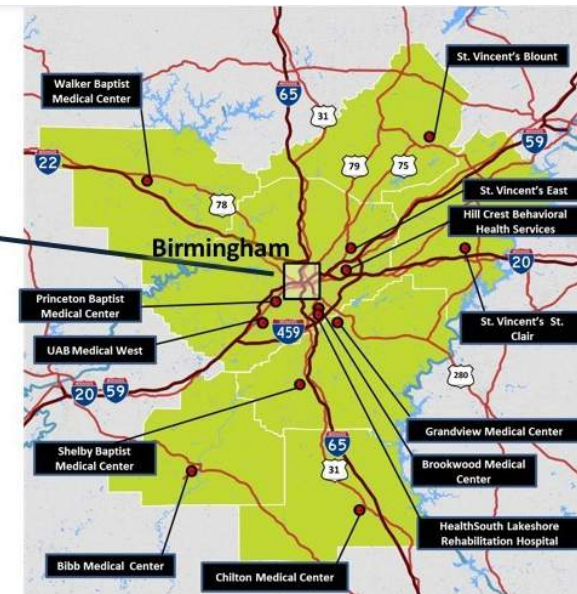 St. Vincent's Blount
Walker Baptist
Medical Center
65
31
59
79
75
22
St. Vincent's East
78
Hill Crest Behavioral
Health Services
Birmingham
20
Princeton Baptist
Medical Center
St. Vincent's St.
Clair
459
UAB Medical West
280
20
59
Grandview Medical Center
Shelby Baptist
Medical Center
65
Brookwood Medical
Center
31
HealthSouth Lakeshore
Rehabilitation Hospital
Bibb Medical Center
Chilton Medical Center